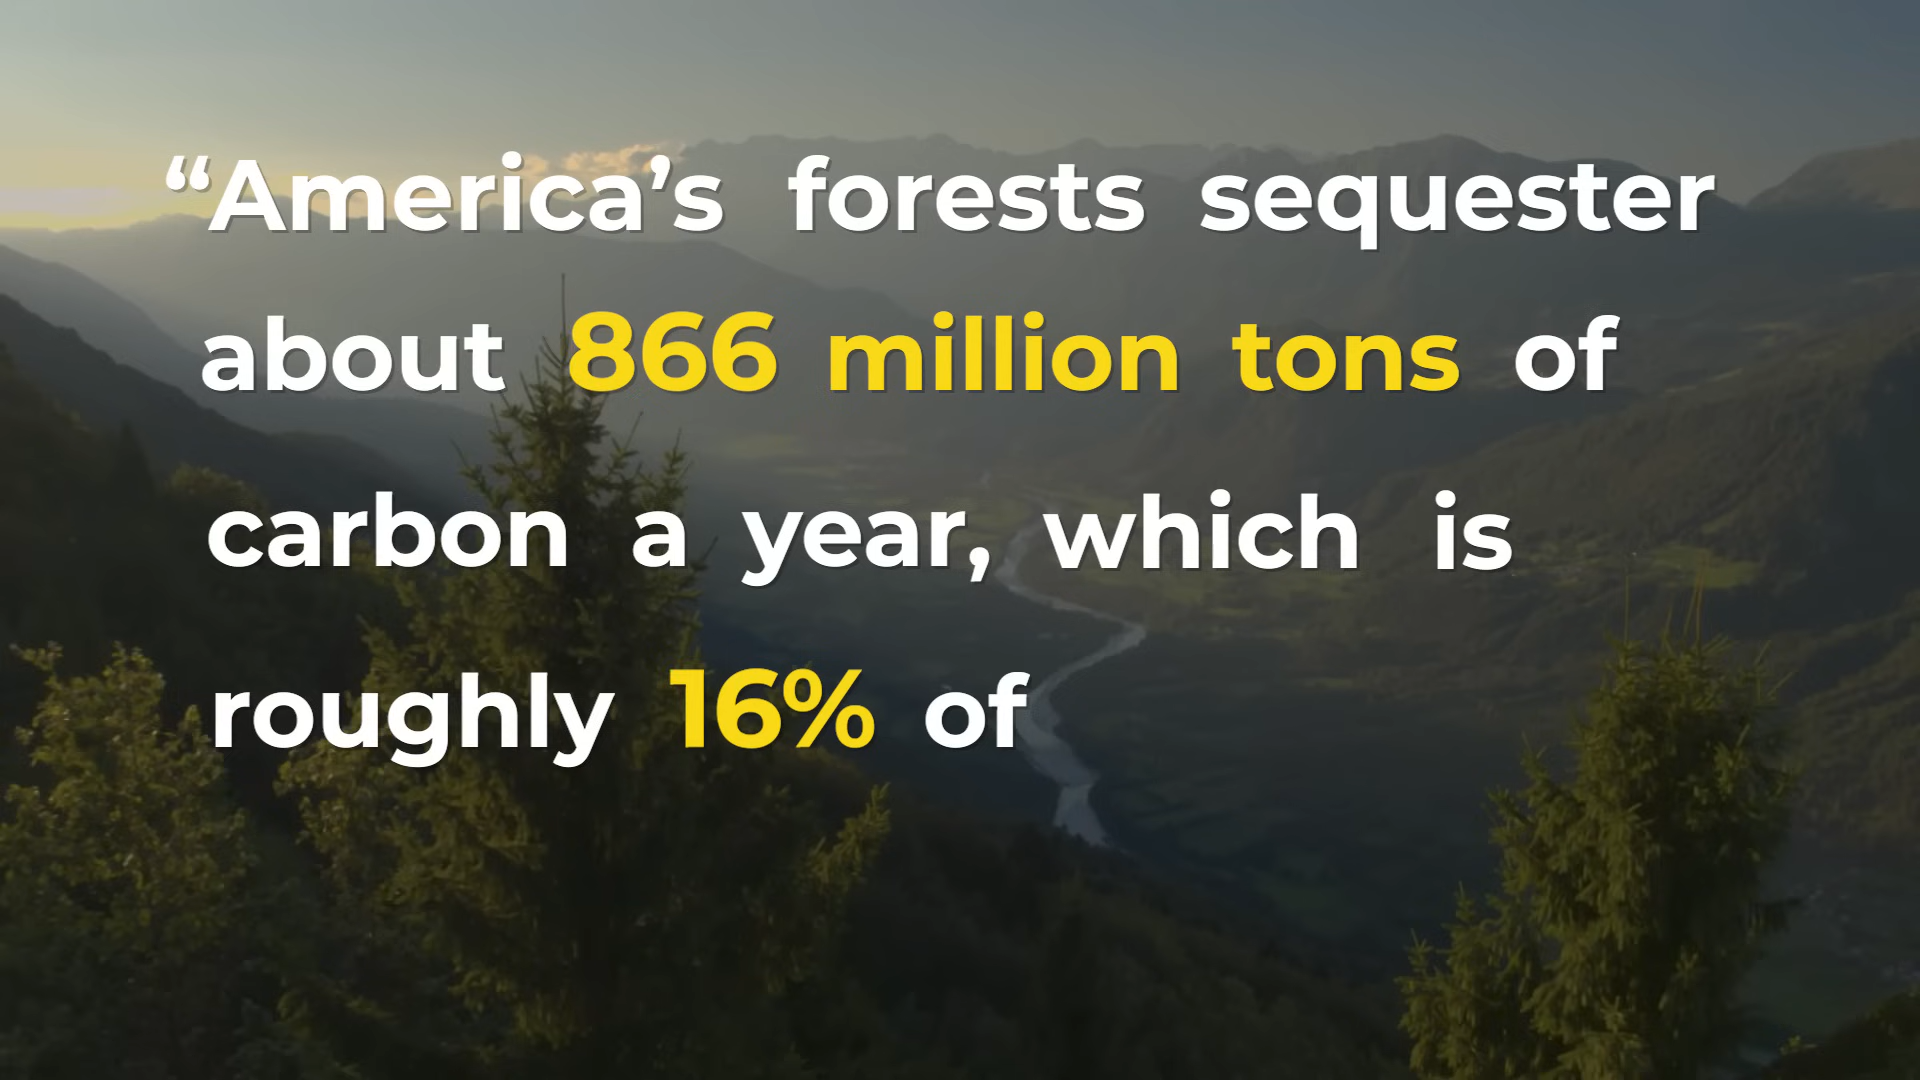 “America’s forests sequester
about 866 million tons of
carbon a year, which is
roughly 16% of